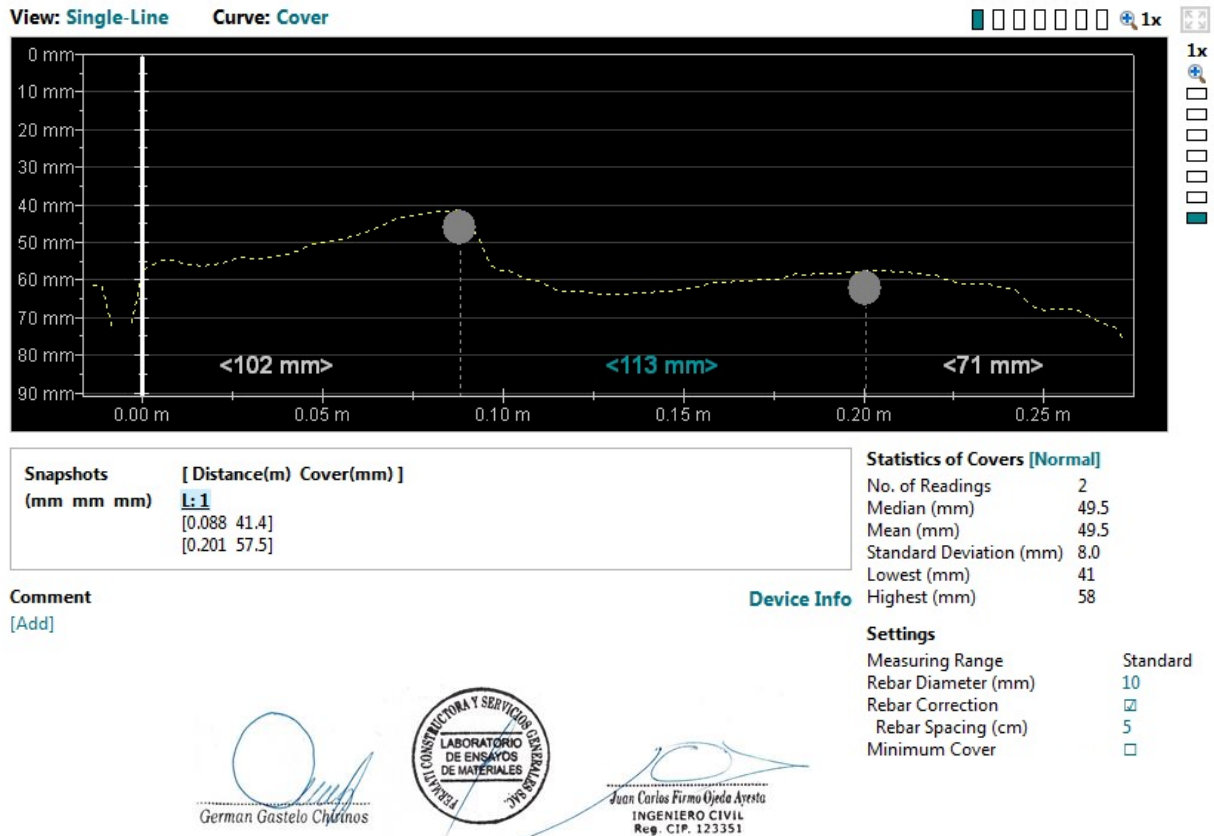 View: Single-Line Curve: Cover
1x
1x
0 mm
10 mm
20 mm
30 mm
40 mm
50 mm
60 mm
70 mm
80 mm
90 mm
<102 mm> <113 mm> <71 mm>
0.00 m 0.05 m 0.10 m 0.15 m 0.20 m 0.25 m
Snapshots [ Distance(m) Cover(mm) ]
(mm mm mm) L: 1
[0.088 41.4]
[0.201 57.5]
Comment
[Add]
Device Info
Statistics of Covers [Normal]
No. of Readings 2
Median (mm) 49.5
Mean (mm) 49.5
Standard Deviation (mm) 8.0
Lowest (mm) 41
Highest (mm) 58
Settings
Measuring Range Standard
Rebar Diameter (mm) 10
Rebar Correction ☑
Rebar Spacing (cm) 5
Minimum Cover ☐
German Gastelo Chirinos
FERMATI CONSTRUCTORA Y SERVICIOS GENERALES SAC.
LABORATORIO
DE ENSAYOS
DE MATERIALES
Juan Carlos Firmo Ojeda Ayesta
INGENIERO CIVIL
Reg. CIP. 123351